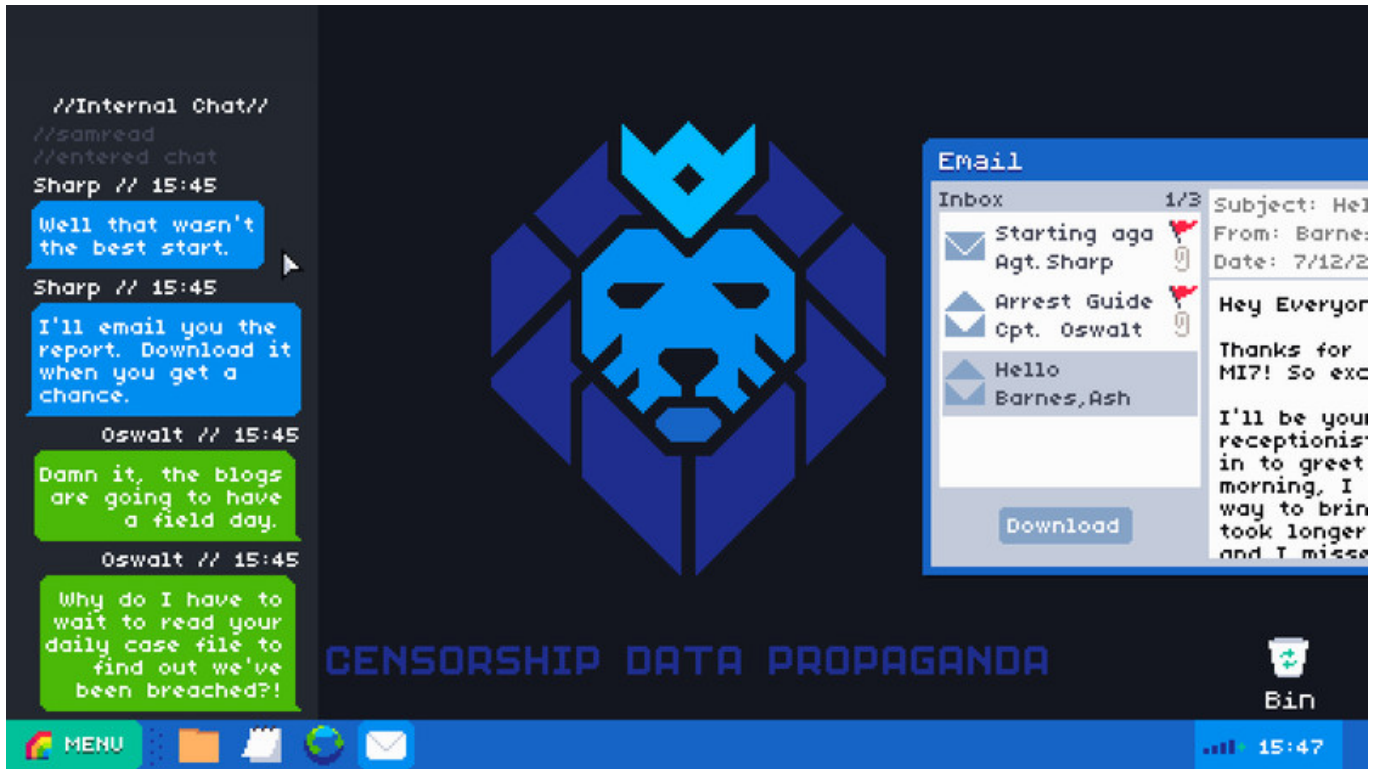 //Internal Chat//
//samread
//entered chat
Sharp // 15:45
Well that wasn't
the best start.
Sharp // 15:45
I'll email you the
report. Download it
when you get a
chance.
Oswalt // 15:45
Damn it, the blogs
are going to have
a field day.
Oswalt // 15:45
Why do I have to
wait to read your
daily case file to
find out we've
been breached?!
CENSORSHIP DATA PROPAGANDA
Email
Inbox 1/3
Starting aga
Agt. Sharp
Arrest Guide
Cpt. Oswalt
Hello
Barnes,Ash
Download
Subject: Hel
From: Barne
Date: 7/12/2
Hey Everyon
Thanks for
MI7! So exc
I'll be your
receptionis
in to greet
morning, I
way to brin
took longer
and I misse
Bin
MENU
15:47